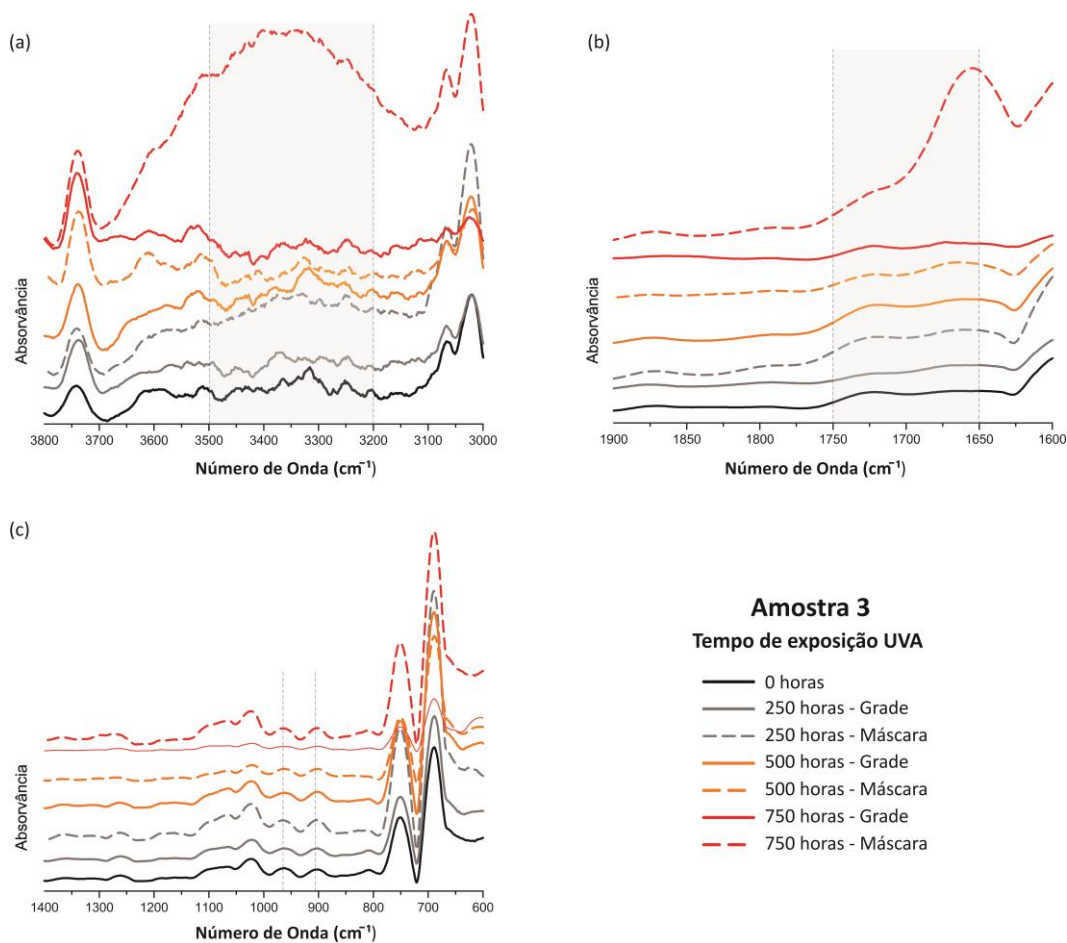 (a)
Absorvância
3800 3700 3600 3500 3400 3300 3200 3100 3000
Número de Onda (cm⁻¹)
(b)
Absorvância
1900 1850 1800 1750 1700 1650 1600
Número de Onda (cm⁻¹)
(c)
Absorvância
1400 1300 1200 1100 1000 900 800 700 600
Número de Onda (cm⁻¹)
Amostra 3
Tempo de exposição UVA
0 horas
250 horas - Grade
250 horas - Máscara
500 horas - Grade
500 horas - Máscara
750 horas - Grade
750 horas - Máscara